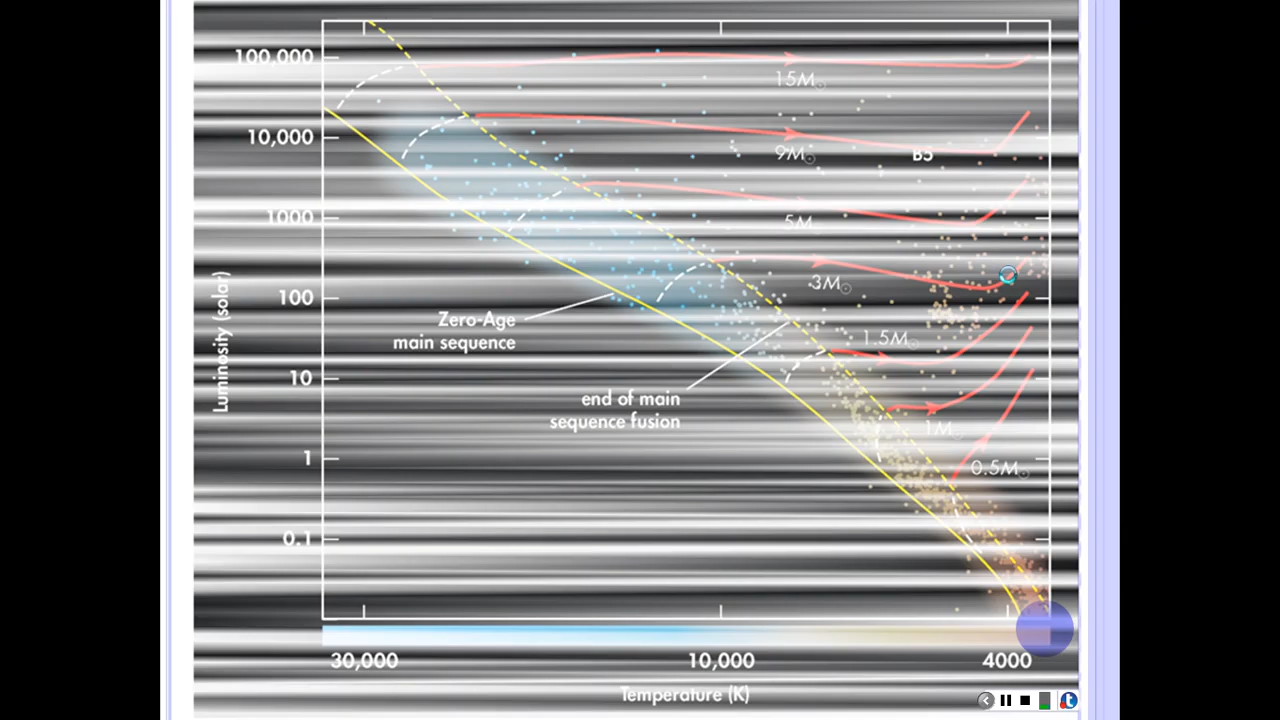 100,000
15M☉
10,000
9M☉
B5
1000
5M
100
3M☉
Zero-Age
main sequence
1.5M☉
10
end of main
sequence fusion
1M☉
1
0.5M☉
0.1
Luminosity (solar)
30,000
10,000
4000
Temperature (K)